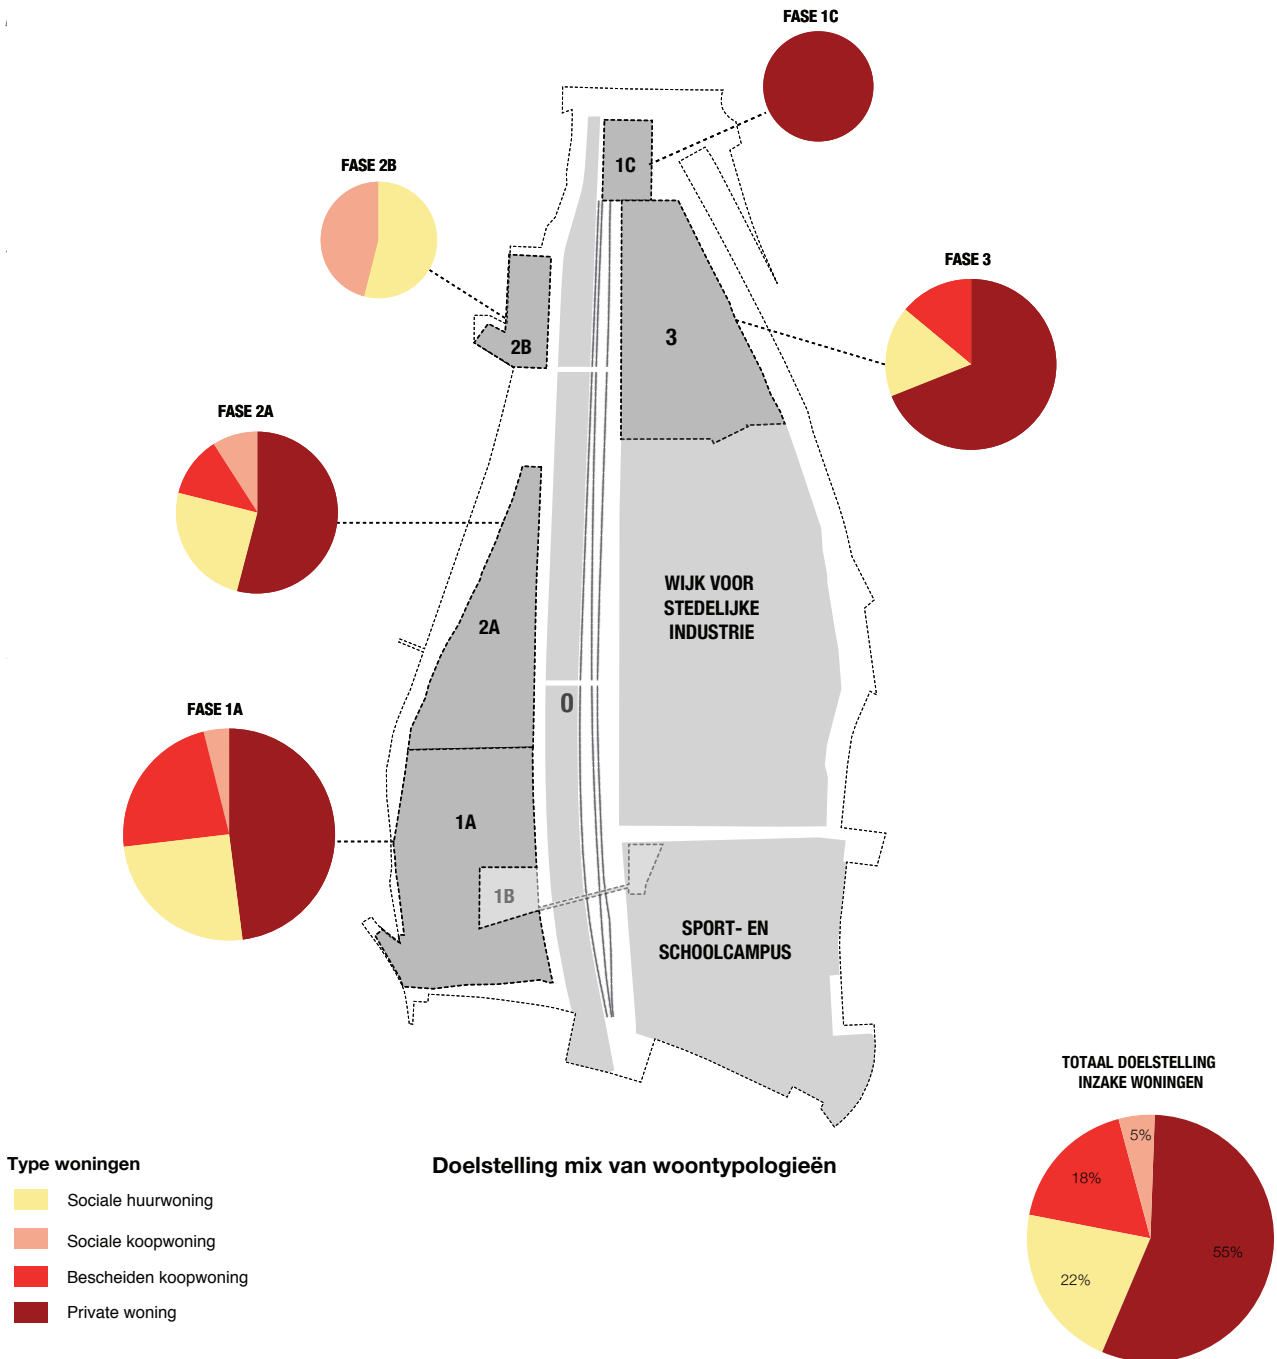 FASE 1C
1C
FASE 2B
FASE 3
3
2B
FASE 2A
WIJK VOOR
STEDELIJKE
INDUSTRIE
2A
0
FASE 1A
1A
1B
SPORT- EN
SCHOOLCAMPUS
TOTAAL DOELSTELLING
INZAKE WONINGEN
5%
18%
55%
22%
Doelstelling mix van woontypologieën
Type woningen
Sociale huurwoning
Sociale koopwoning
Bescheiden koopwoning
Private woning